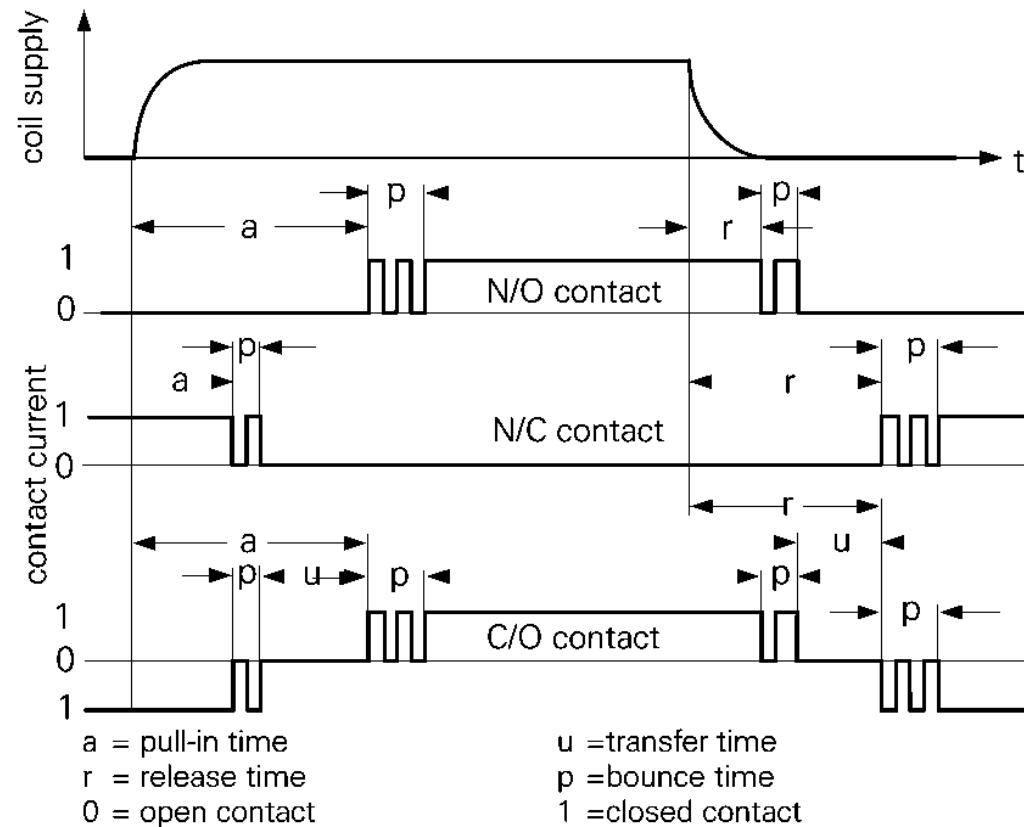 coil supply
t
p p
a r
1
N/O contact
0
p p
a r
1
N/C contact
0
contact current
r
a u
p u p p
p
1
C/O contact
0
1
a = pull-in time
u =transfer time
r = release time
p =bounce time
0 = open contact
1 =closed contact